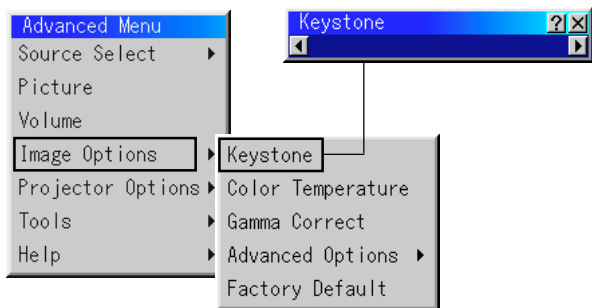 Advanced Menu
Source Select
Picture
Volume
Image Options
Projector Options
Tools
Help
Keystone
Color Temperature
Gamma Correct
Advanced Options
Factory Default
Keystone ? X